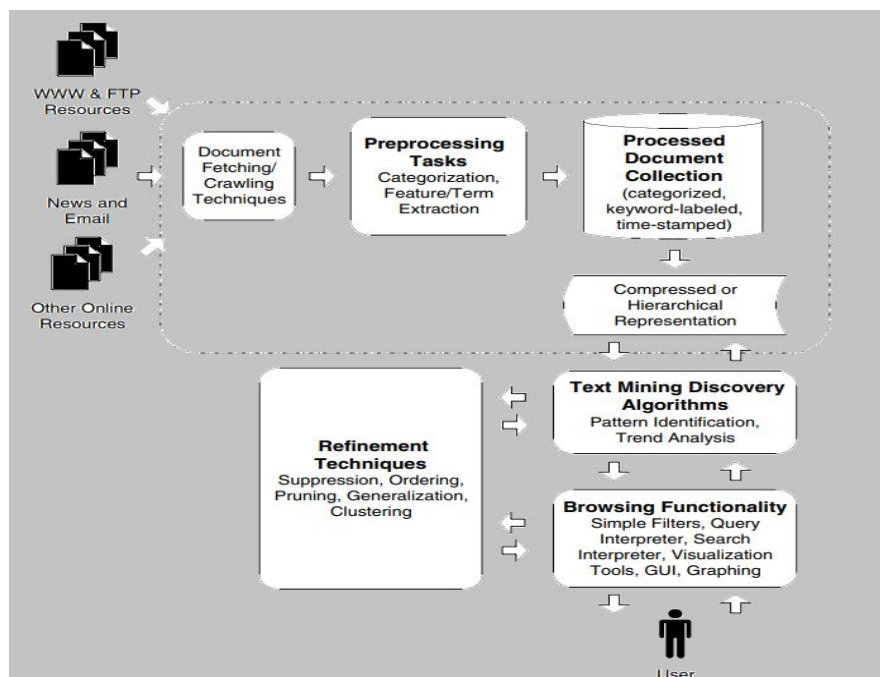 WWW & FTP
Resources
News and
Email
Other Online
Resources
Document
Fetching/
Crawling
Techniques
Preprocessing
Tasks
Categorization,
Feature/Term
Extraction
Processed
Document
Collection
(categorized,
keyword-labeled,
time-stamped)
Compressed or
Hierarchical
Representation
Text Mining Discovery
Algorithms
Pattern Identification,
Trend Analysis
Refinement
Techniques
Suppression, Ordering,
Pruning, Generalization,
Clustering
Browsing Functionality
Simple Filters, Query
Interpreter, Search
Interpreter, Visualization
Tools, GUI, Graphing
User